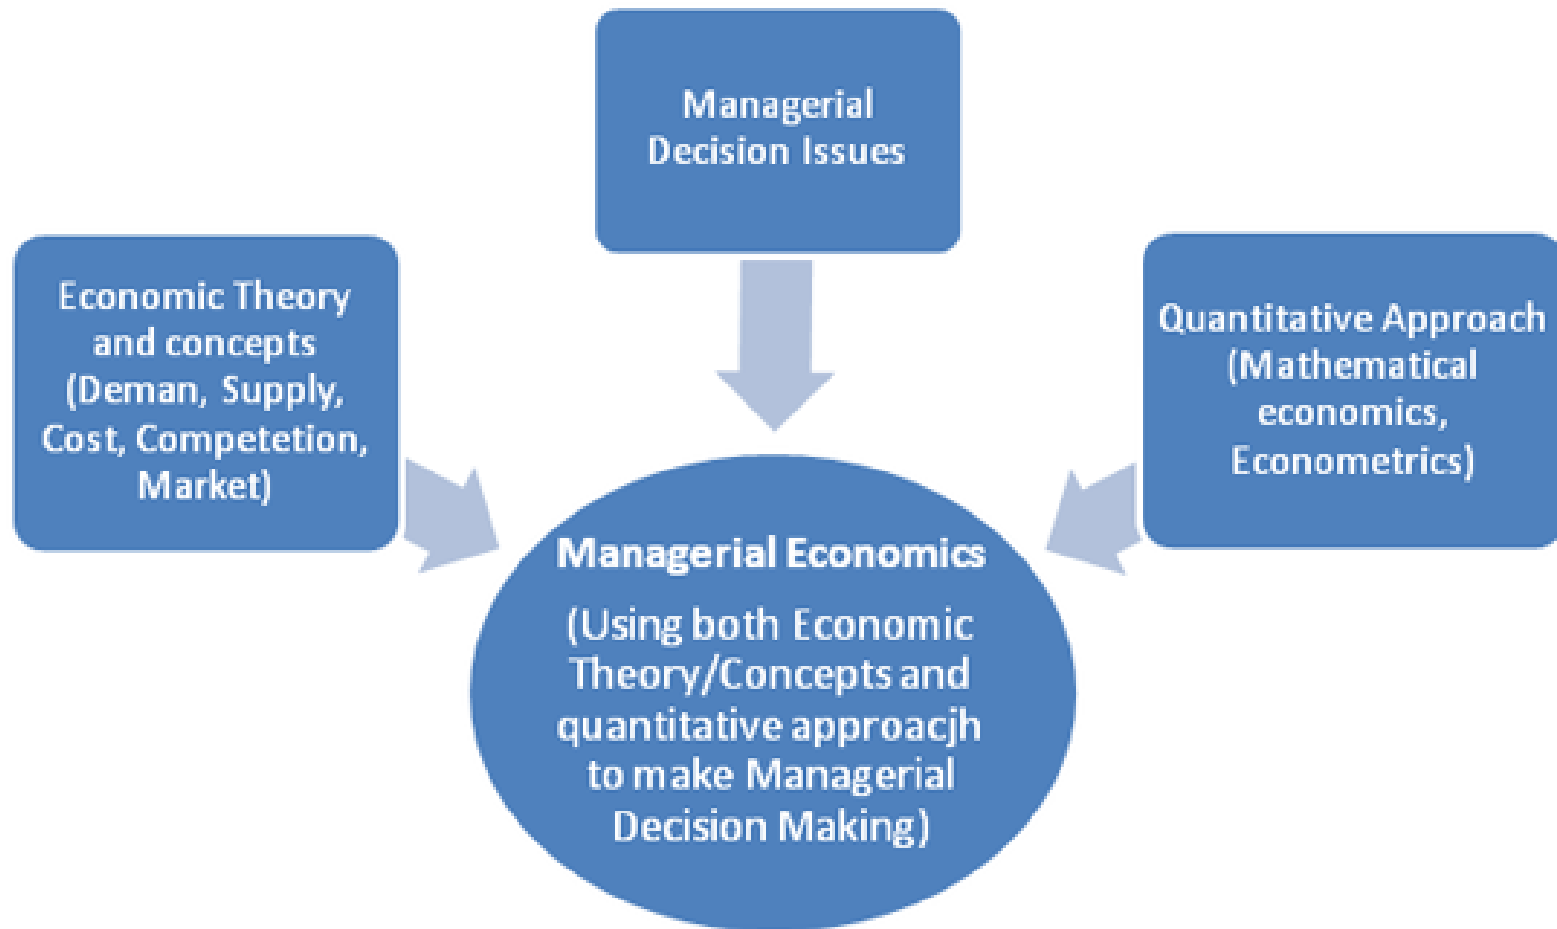 Managerial
Decision Issues
Economic Theory
and concepts
(Deman, Supply,
Cost, Competetion,
Market)
Quantitative Approach
(Mathematical
economics,
Econometrics)
Managerial Economics
(Using both Economic
Theory/Concepts and
quantitative approacjh
to make Managerial
Decision Making)